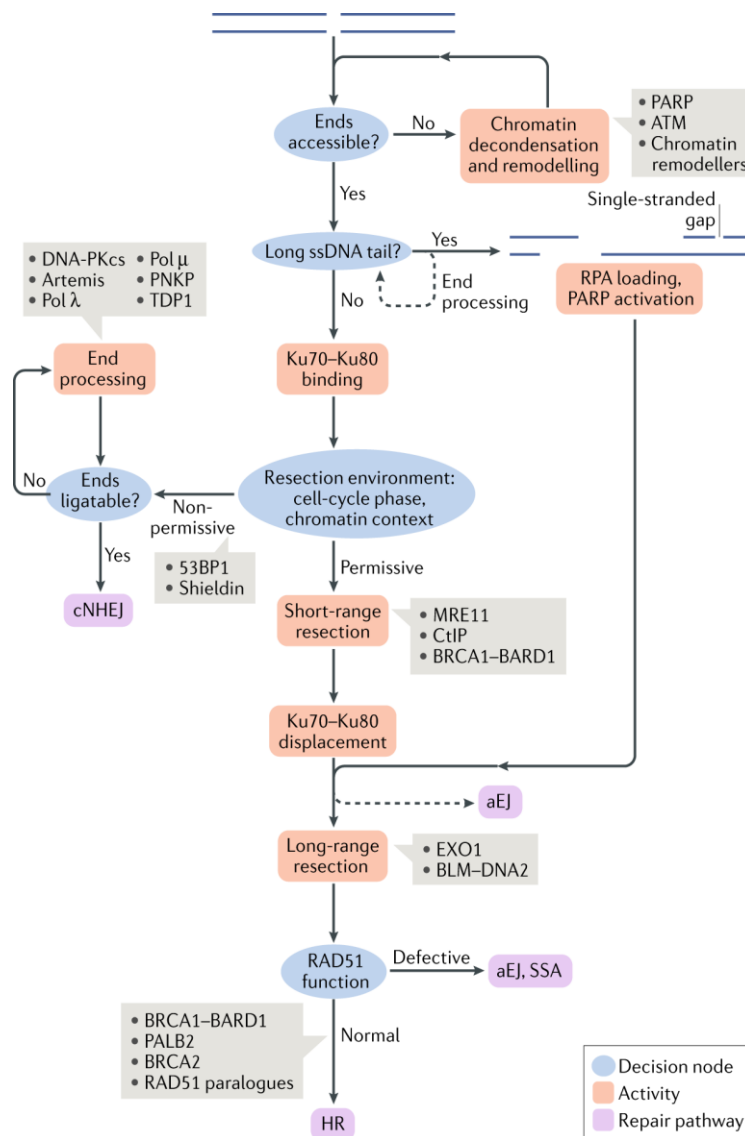 Ends
accessible?
No
Chromatin
decondensation
and remodelling
• PARP
• ATM
• Chromatin
remodellers
Yes
Single-stranded
gap
Long ssDNA tail?
Yes
End
processing
No
RPA loading,
PARP activation
• DNA-PKcs
• Artemis
• Pol λ
• Pol μ
• PNKP
• TDP1
End
processing
Ku70–Ku80
binding
No
Ends
ligatable?
Non-
permissive
Resection environment:
cell-cycle phase,
chromatin context
• 53BP1
• Shieldin
Yes
cNHEJ
Permissive
Short-range
resection
• MRE11
• CtIP
• BRCA1–BARD1
Ku70–Ku80
displacement
aEJ
Long-range
resection
• EXO1
• BLM–DNA2
RAD51
function
Defective
aEJ, SSA
• BRCA1–BARD1
• PALB2
• BRCA2
• RAD51 paralogues
Normal
HR
Decision node
Activity
Repair pathway